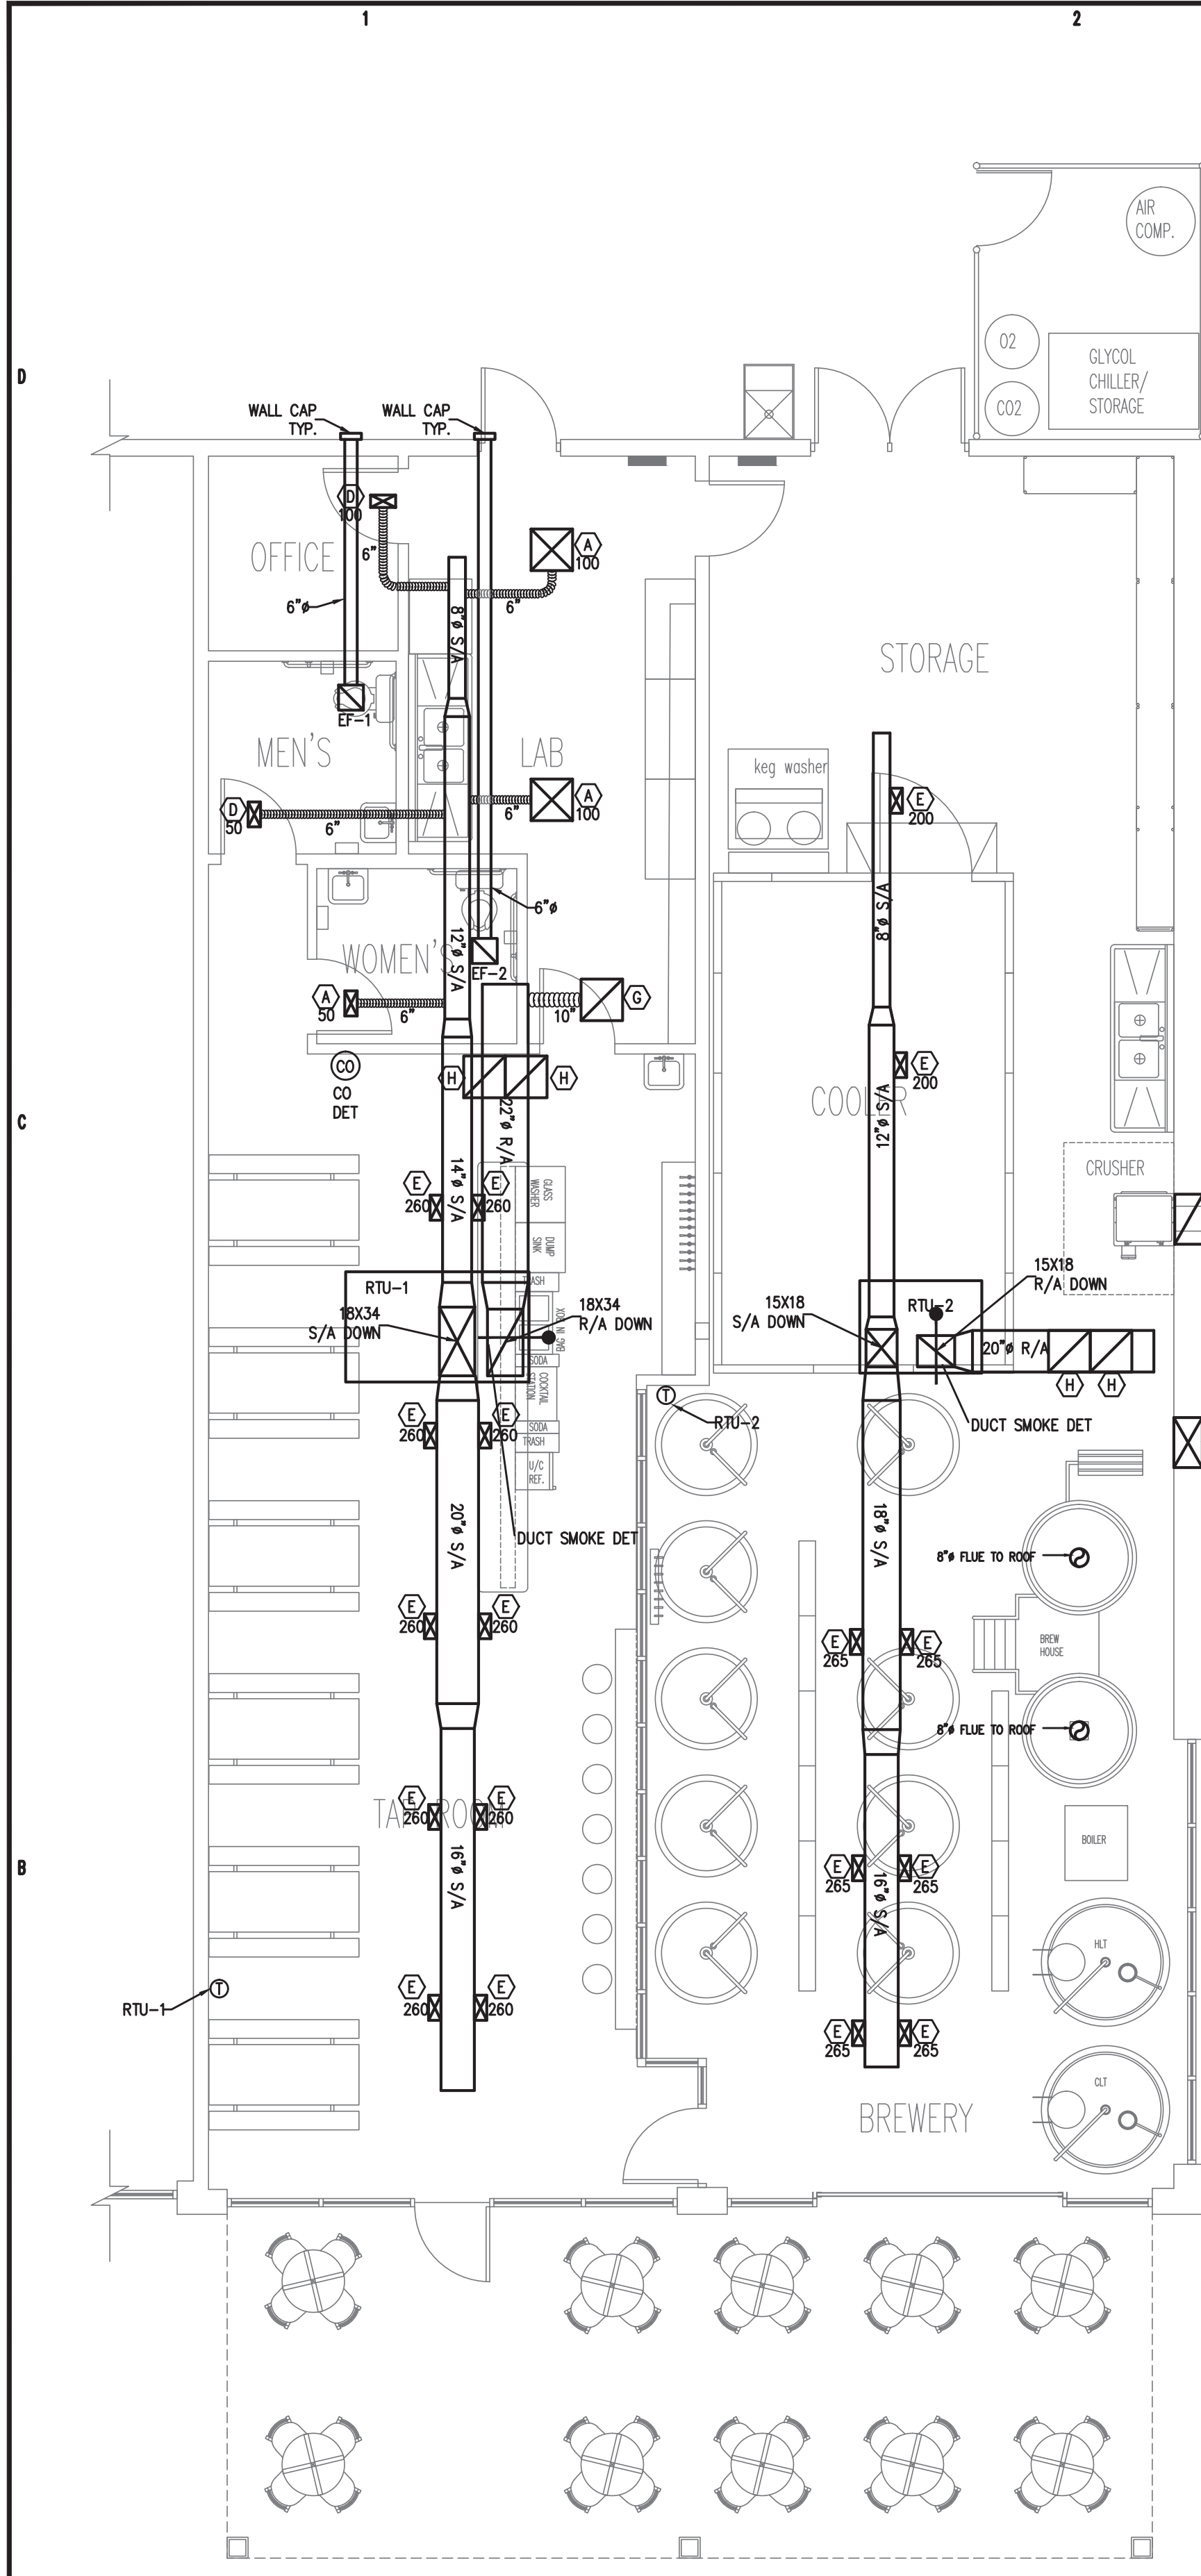 1
2
D
C
B
AIR
COMP.
O2
CO2
GLYCOL
CHILLER/
STORAGE
WALL CAP
TYP.
WALL CAP
TYP.
D
100
6"
OFFICE
6"ø
A
100
6"
8"ø S/A
EF-1
MEN'S
LAB
STORAGE
keg washer
D
50
6"
A
100
6"
E
200
6"ø
8"ø S/A
12"ø S/A
WOMEN'S
EF-2
A
50
6"
10"
G
CO
CO
DET
H
H
22"ø R/A
E
200
COOLER
12"ø S/A
CRUSHER
E
260
14"ø S/A
E
260
GLASS
WASHER
DUMP
SINK
TRASH
RTU-1
18X34
S/A DOWN
18X34
R/A DOWN
BAG IN BOX
SODA
COCKTAIL
STATION
SODA
TRASH
U/C
REF.
15X18
S/A DOWN
RTU-2
15X18
R/A DOWN
20"ø R/A
H
H
DUCT SMOKE DET
T
RTU-2
E
260
E
260
20"ø S/A
DUCT SMOKE DET
18"ø S/A
8"ø FLUE TO ROOF
E
260
E
260
E
265
E
265
BREW
HOUSE
8"ø FLUE TO ROOF
E
260
E
260
TAP ROOM
16"ø S/A
BOILER
E
265
E
265
16"ø S/A
HLT
T
RTU-1
E
260
E
260
E
265
E
265
CLT
BREWERY